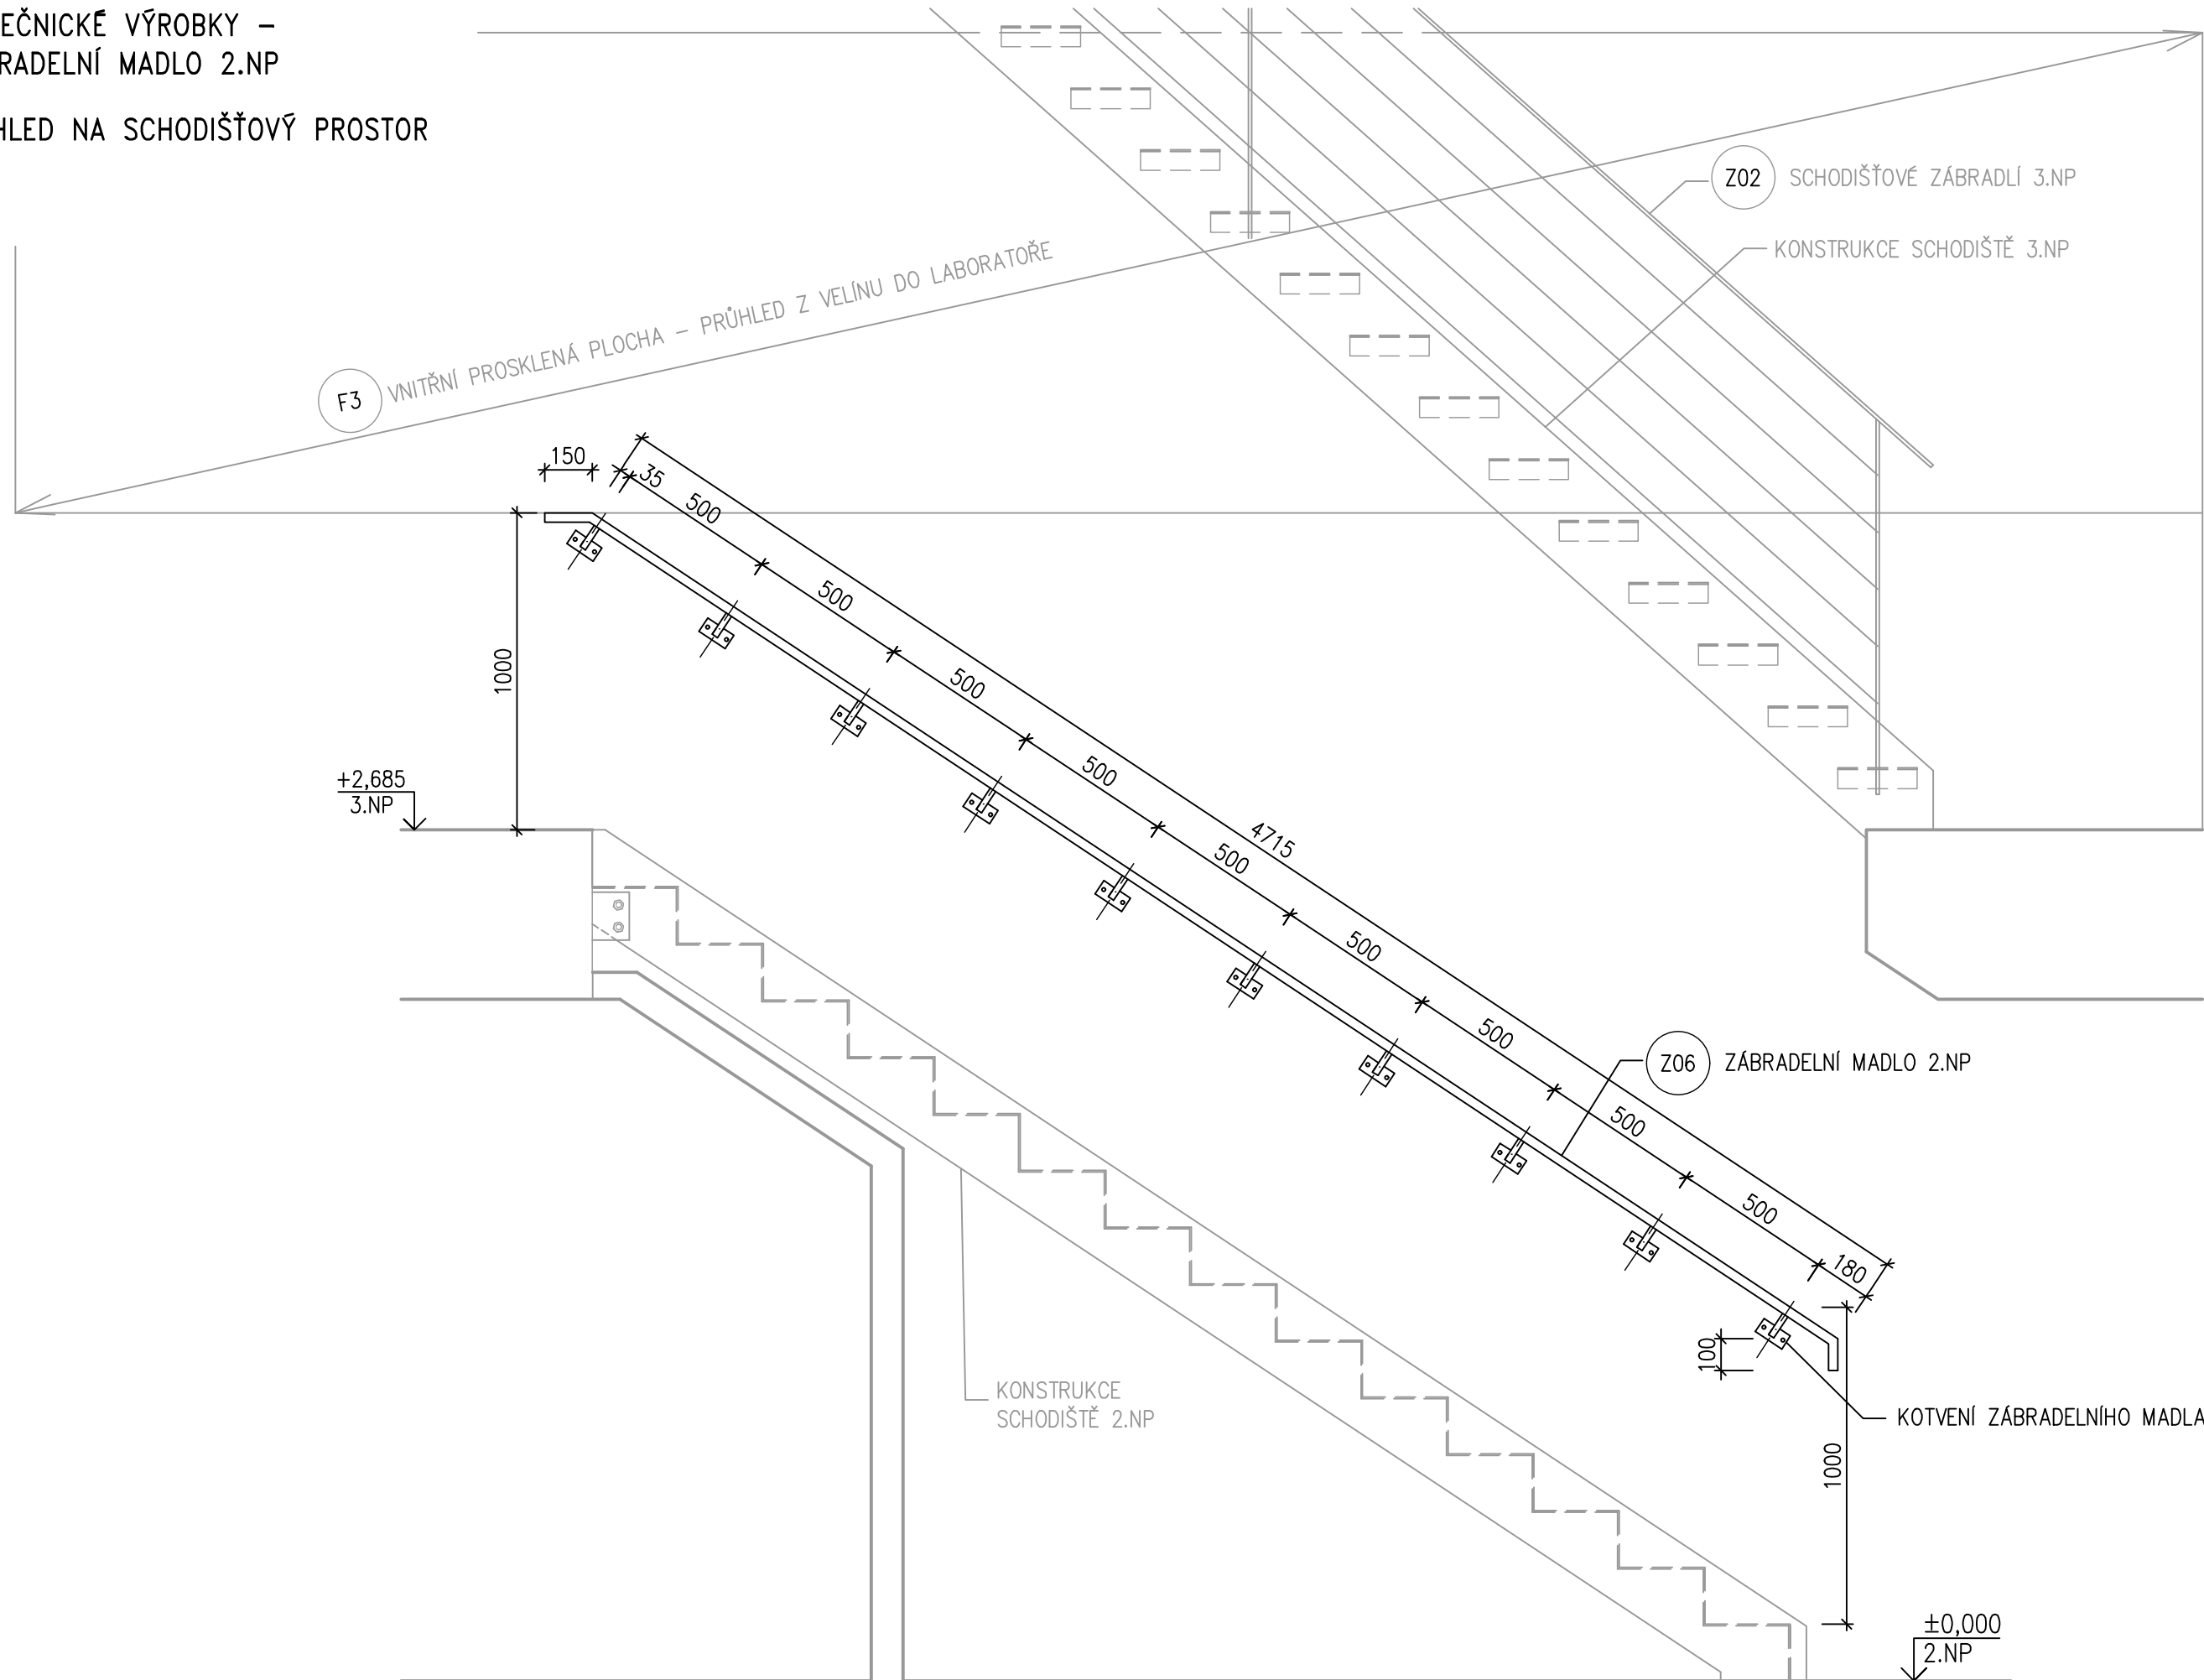 VÝROBKY –
MADLO 2.NP
NA SCHODIŠŤOVÝ PROSTOR
Z02 SCHODIŠŤOVÉ ZÁBRADLÍ 3.NP
KONSTRUKCE SCHODIŠTĚ 3.NP
F3 VNITŘNÍ PROSKLENÁ PLOCHA – PRŮHLED Z VELÍNU DO LABORATOŘE
150
35
500
500
500
500
500
500
500
500
500
4715
180
1000
+2,685
3.NP
Z06 ZÁBRADELNÍ MADLO 2.NP
100
KOTVENÍ ZÁBRADELNÍHO MADLA
1000
KONSTRUKCE
SCHODIŠTĚ 2.NP
±0,000
2.NP